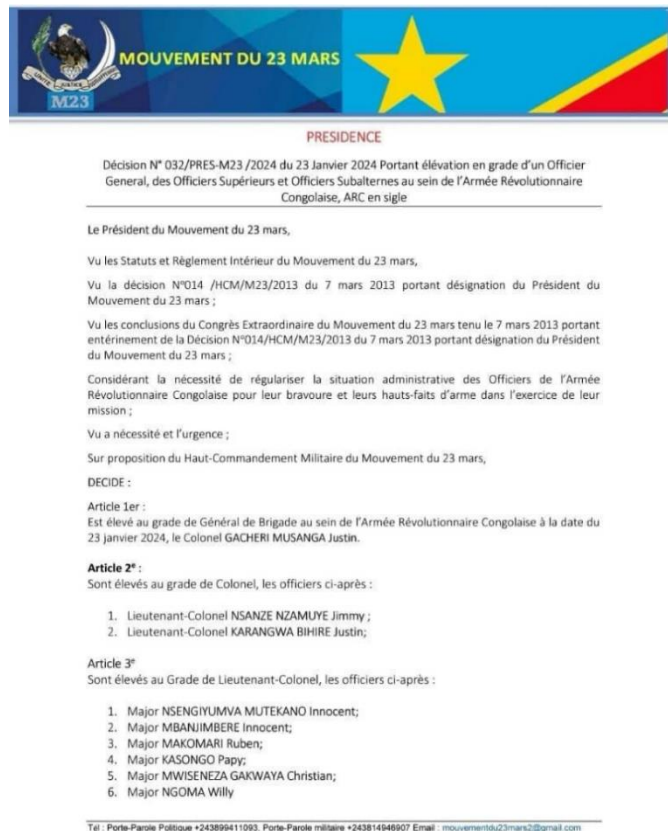 MOUVEMENT DU 23 MARS
UNITE JUSTICE
M23
PRESIDENCE
Décision N° 032/PRES-M23 /2024 du 23 Janvier 2024 Portant élévation en grade d'un Officier
General, des Officiers Supérieurs et Officiers Subalternes au sein de l'Armée Révolutionnaire
Congolaise, ARC en sigle
Le Président du Mouvement du 23 mars,
Vu les Statuts et Règlement Intérieur du Mouvement du 23 mars,
Vu la décision N°014 /HCM/M23/2013 du 7 mars 2013 portant désignation du Président du
Mouvement du 23 mars ;
Vu les conclusions du Congrès Extraordinaire du Mouvement du 23 mars tenu le 7 mars 2013 portant
entérinement de la Décision N°014/HCM/M23/2013 du 7 mars 2013 portant désignation du Président
du Mouvement du 23 mars ;
Considérant la nécessité de régulariser la situation administrative des Officiers de l'Armée
Révolutionnaire Congolaise pour leur bravoure et leurs hauts-faits d'arme dans l'exercice de leur
mission ;
Vu a nécessité et l'urgence ;
Sur proposition du Haut-Commandement Militaire du Mouvement du 23 mars,
DECIDE :
Article 1er :
Est élevé au grade de Général de Brigade au sein de l'Armée Révolutionnaire Congolaise à la date du
23 janvier 2024, le Colonel GACHERI MUSANGA Justin.
Article 2e :
Sont élevés au grade de Colonel, les officiers ci-après :
1. Lieutenant-Colonel NSANZE NZAMUYE Jimmy ;
2. Lieutenant-Colonel KARANGWA BIHIRE Justin;
Article 3e
Sont élevés au Grade de Lieutenant-Colonel, les officiers ci-après :
1. Major NSENGIYUMVA MUTEKANO Innocent;
2. Major MBANJIMBERE Innocent;
3. Major MAKOMARI Ruben;
4. Major KASONGO Papy;
5. Major MWISENEZA GAKWAYA Christian;
6. Major NGOMA Willy
Tel : Porte-Parole Politique +243899411093. Porte-Parole militaire +243814946907 Email : mouvementdu23mars2@gmail.com